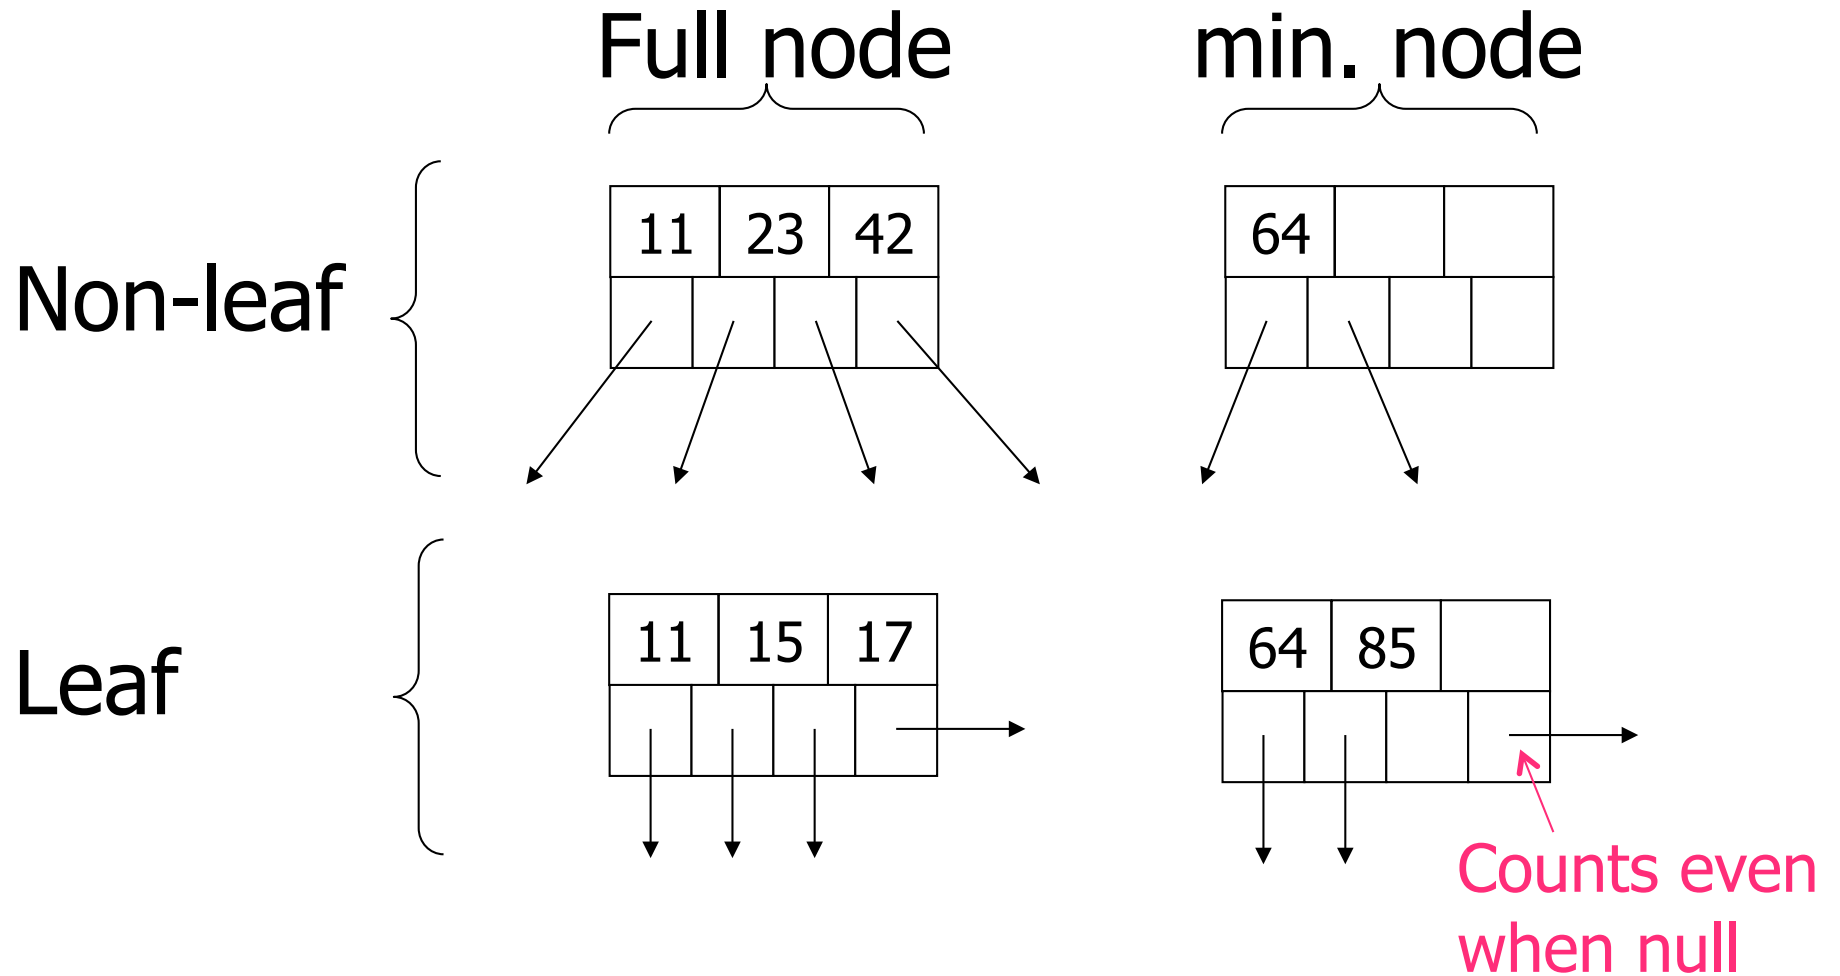 Full node
min. node
Non-leaf
11 23 42
64
Leaf
11 15 17
64 85
Counts even
when null